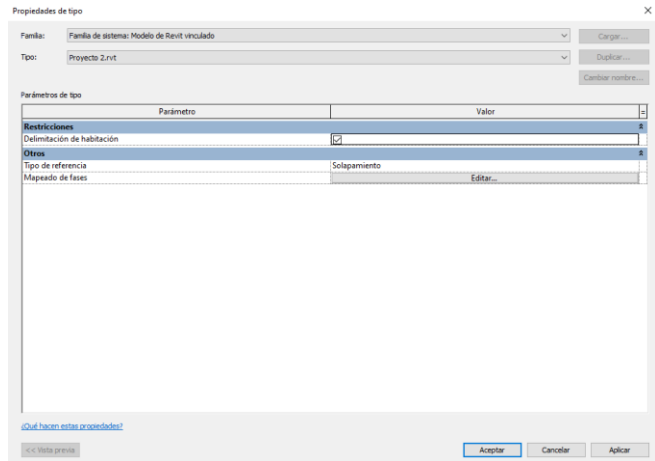 Propiedades de tipo
Familia: Familia de sistema: Modelo de Revit vinculado Cargar...
Tipo: Proyecto 2.rvt Duplicar...
Cambiar nombre...
Parámetros de tipo
Parámetro Valor =
Restricciones
Delimitación de habitación
Otros
Tipo de referencia Solapamiento
Mapeado de fases Editar...
¿Qué hacen estas propiedades?
<< Vista previa Aceptar Cancelar Aplicar